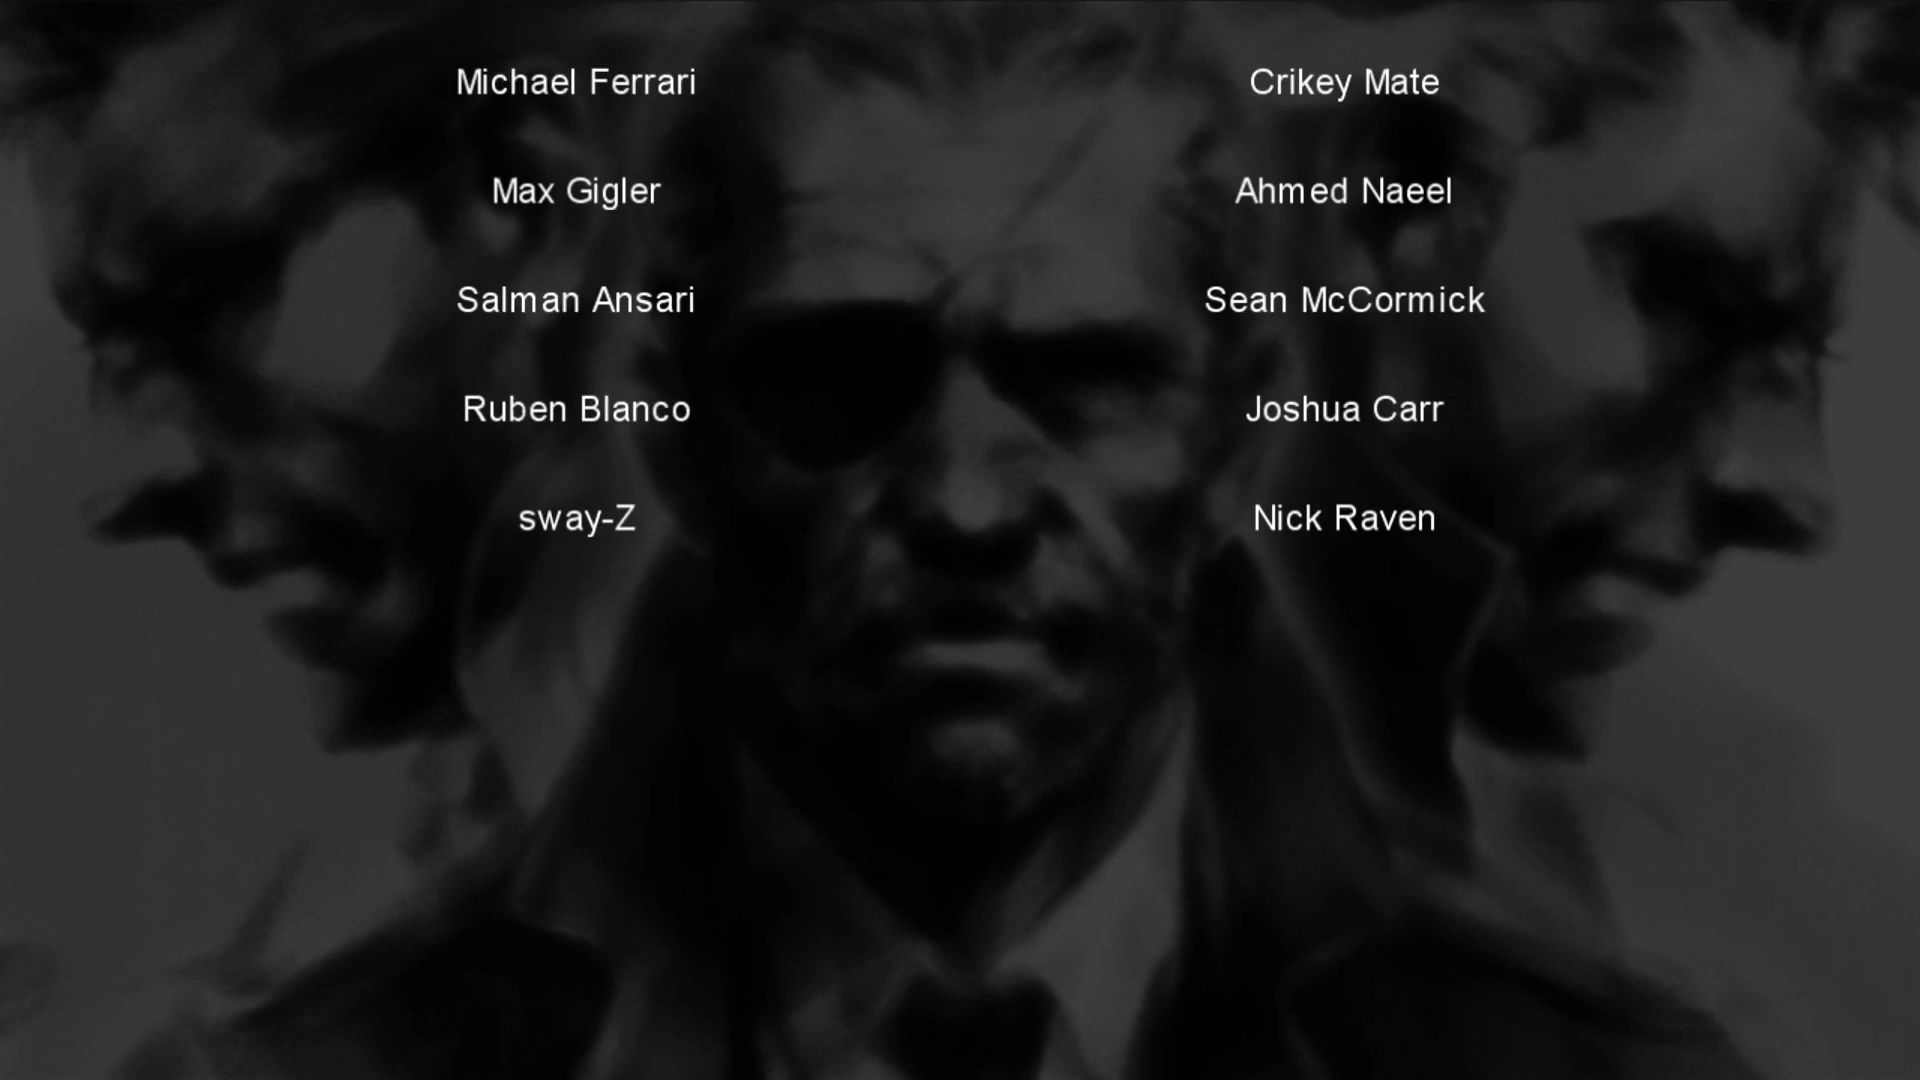 Michael Ferrari
Crikey Mate
Max Gigler
Ahmed Naeel
Salman Ansari
Sean McCormick
Ruben Blanco
Joshua Carr
sway-Z
Nick Raven